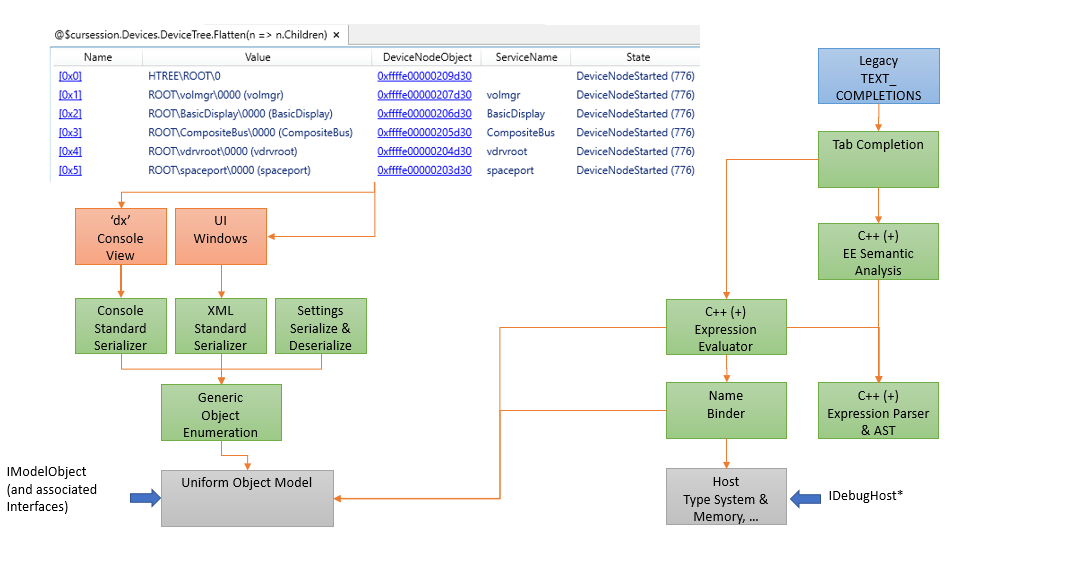 @$cursession.Devices.DeviceTree.Flatten(n => n.Children) ×
Name Value DeviceNodeObject ServiceName State
[0x0] HTREE\ROOT\0 0xffffe00000209d30 DeviceNodeStarted (776)
[0x1] ROOT\volmgr\0000 (volmgr) 0xffffe00000207d30 volmgr DeviceNodeStarted (776)
[0x2] ROOT\BasicDisplay\0000 (BasicDisplay) 0xffffe00000206d30 BasicDisplay DeviceNodeStarted (776)
[0x3] ROOT\CompositeBus\0000 (CompositeBus) 0xffffe00000205d30 CompositeBus DeviceNodeStarted (776)
[0x4] ROOT\vdrvroot\0000 (vdrvroot) 0xffffe00000204d30 vdrvroot DeviceNodeStarted (776)
[0x5] ROOT\spaceport\0000 (spaceport) 0xffffe00000203d30 spaceport DeviceNodeStarted (776)
Legacy
TEXT_
COMPLETIONS
Tab Completion
‘dx’
Console
View
UI
Windows
C++ (+)
EE Semantic
Analysis
Console
Standard
Serializer
XML
Standard
Serializer
Settings
Serialize &
Deserialize
C++ (+)
Expression
Evaluator
Generic
Object
Enumeration
Name
Binder
C++ (+)
Expression Parser
& AST
IModelObject
(and associated
Interfaces)
Uniform Object Model
Host
Type System &
Memory, ...
IDebugHost*